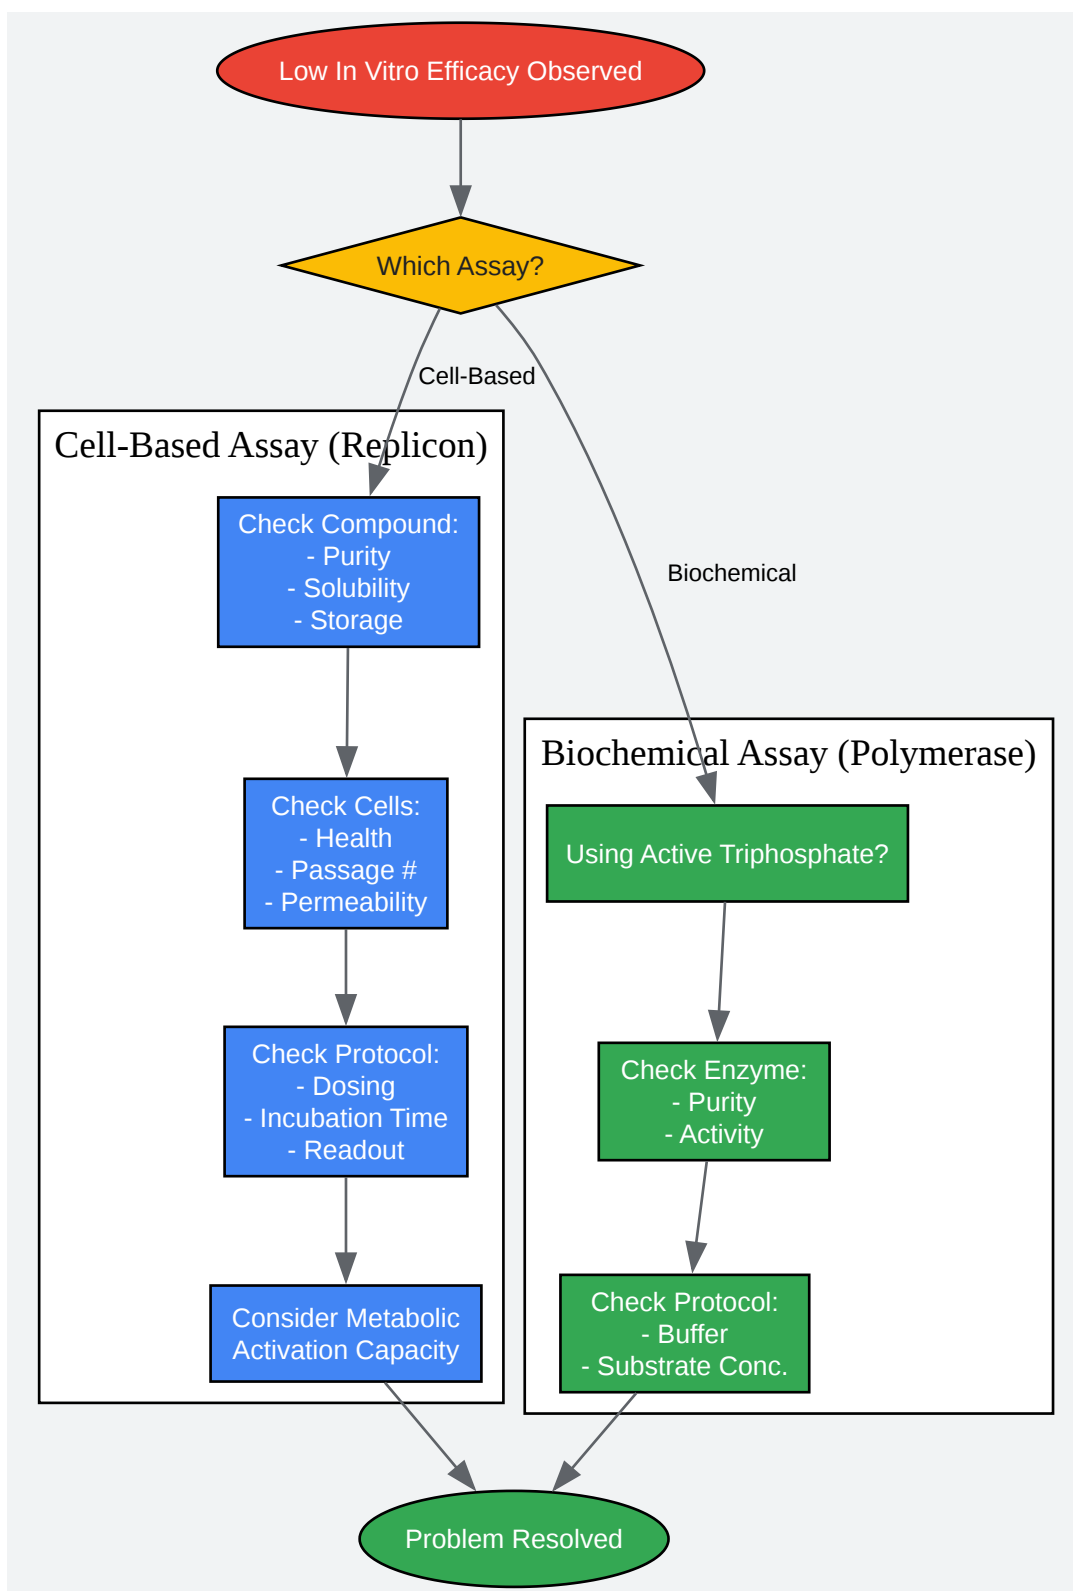 Low In Vitro Efficacy Observed
Which Assay?
Cell-Based
Cell-Based Assay (Replicon)
Check Compound:
- Purity
- Solubility
- Storage
Check Cells:
- Health
- Passage #
- Permeability
Check Protocol:
- Dosing
- Incubation Time
- Readout
Consider Metabolic
Activation Capacity
Biochemical
Biochemical Assay (Polymerase)
Using Active Triphosphate?
Check Enzyme:
- Purity
- Activity
Check Protocol:
- Buffer
- Substrate Conc.
Problem Resolved